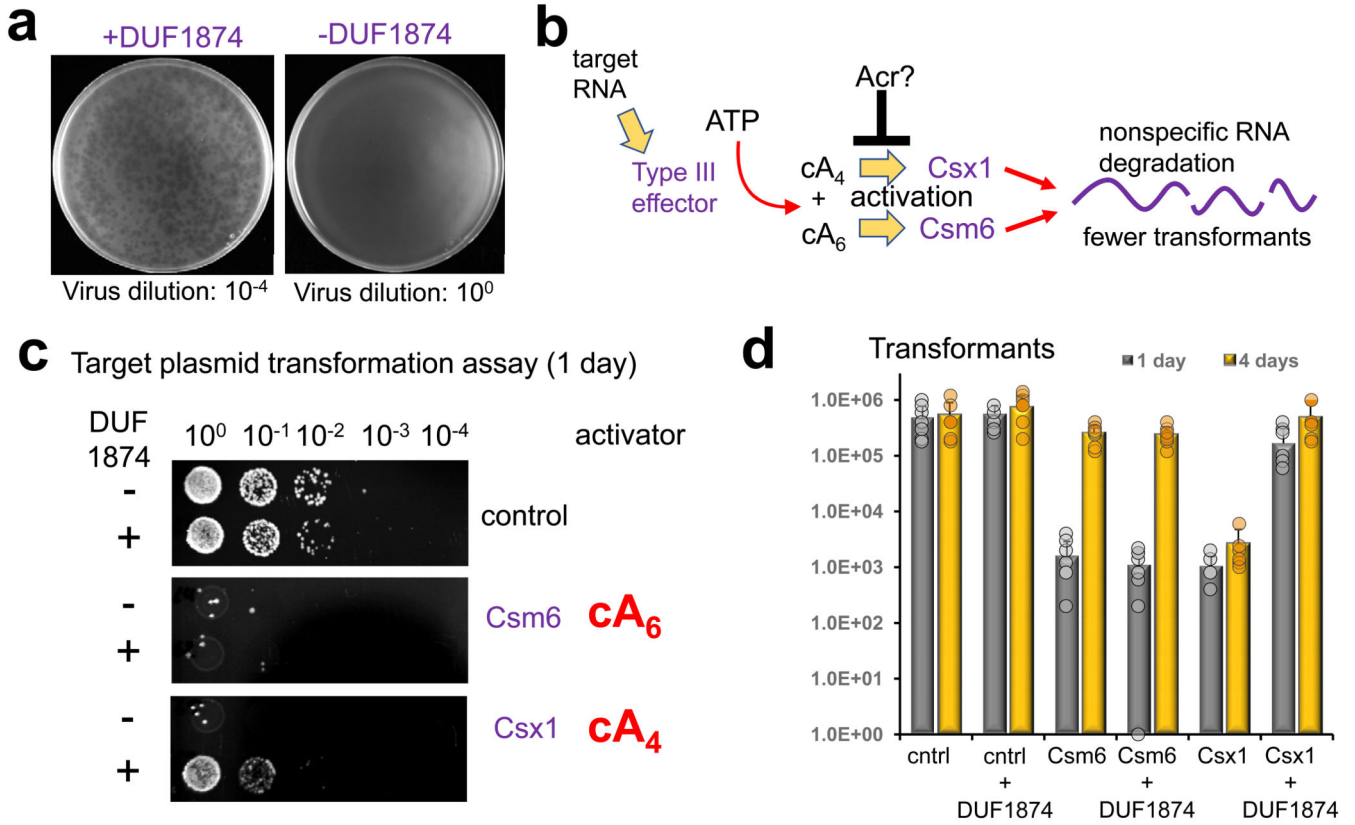 a
+DUF1874
-DUF1874
Virus dilution: 10⁻⁴
Virus dilution: 10⁰
b
target
RNA
Type III
effector
ATP
Acr?
cA₄
+
cA₆
activation
Csx1
Csm6
nonspecific RNA
degradation
fewer transformants
c
Target plasmid transformation assay (1 day)
DUF
1874
10⁰
10⁻¹
10⁻²
10⁻³
10⁻⁴
activator
-
+
control
-
+
Csm6
cA₆
-
+
Csx1
cA₄
d
Transformants
1 day
4 days
1.0E+06
1.0E+05
1.0E+04
1.0E+03
1.0E+02
1.0E+01
1.0E+00
cntrl
cntrl
+
DUF1874
Csm6
Csm6
+
DUF1874
Csx1
Csx1
+
DUF1874